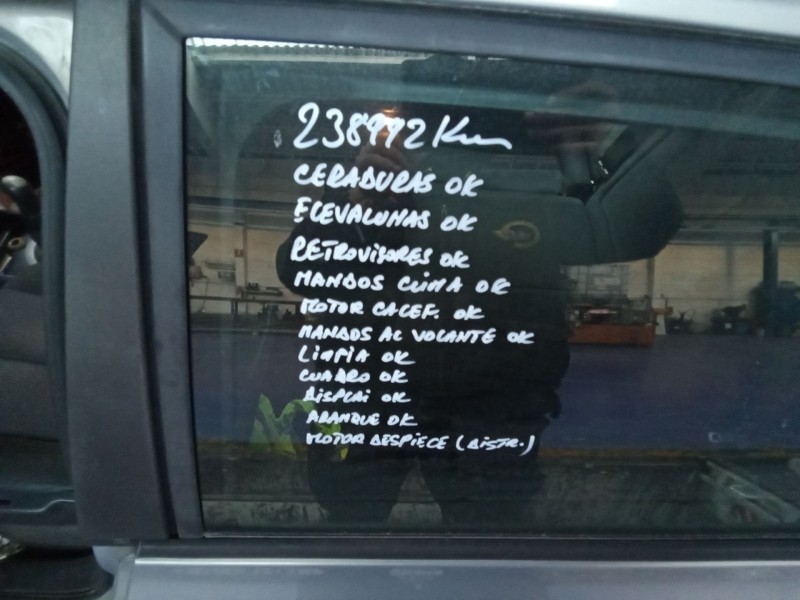 238992 Km
CERADURAS OK
ELEVALUNAS OK
RETROVISORES OK
MANDOS CLIMA OK
MOTOR CALEF. OK
MANDOS AL VOLANTE OK
LIMPIA OK
CUADRO OK
DISPLAI OK
ARANQUE OK
MOTOR DESPIECE (DISTR.)